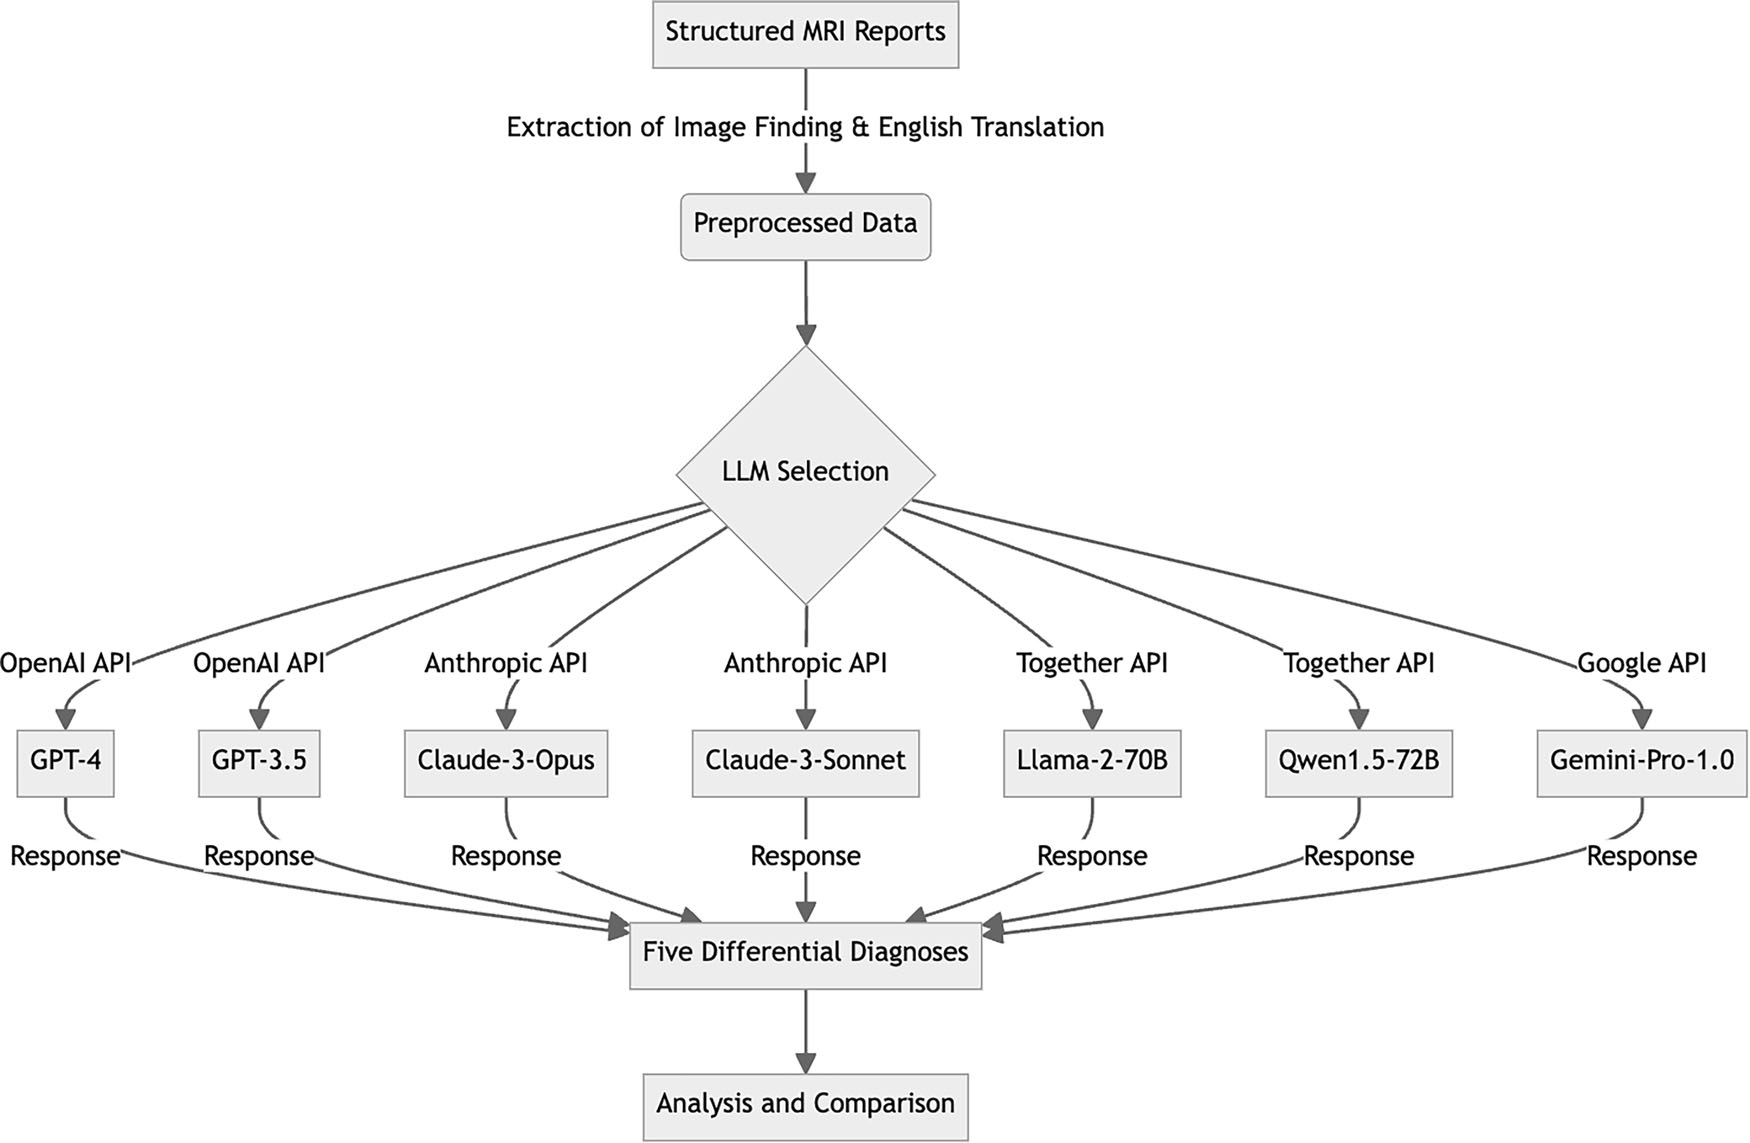 Structured MRI Reports
Extraction of Image Finding & English Translation
Preprocessed Data
LLM Selection
OpenAI API
OpenAI API
Anthropic API
Anthropic API
Together API
Together API
Google API
GPT-4
GPT-3.5
Claude-3-Opus
Claude-3-Sonnet
Llama-2-70B
Qwen1.5-72B
Gemini-Pro-1.0
Response
Response
Response
Response
Response
Response
Response
Five Differential Diagnoses
Analysis and Comparison